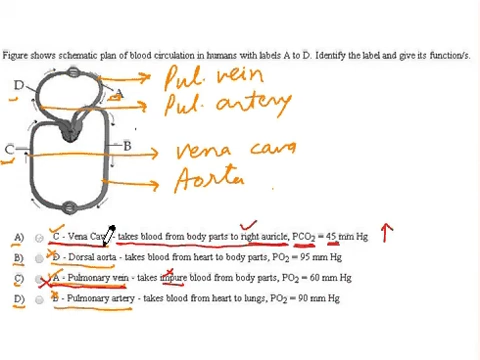 Figure shows schematic plan of blood circulation in humans with labels A to D. Identify the label and give its function/s.
Pul. vein
D
A
Pul. artery
C
B
vena cava
Aorta
A) C - Vena Cava - takes blood from body parts to right auricle, PCO2 = 45 mm Hg
B) D - Dorsal aorta - takes blood from heart to body parts, PO2 = 95 mm Hg
C) A - Pulmonary vein - takes impure blood from body parts, PO2 = 60 mm Hg
D) B - Pulmonary artery - takes blood from heart to lungs, PO2 = 90 mm Hg